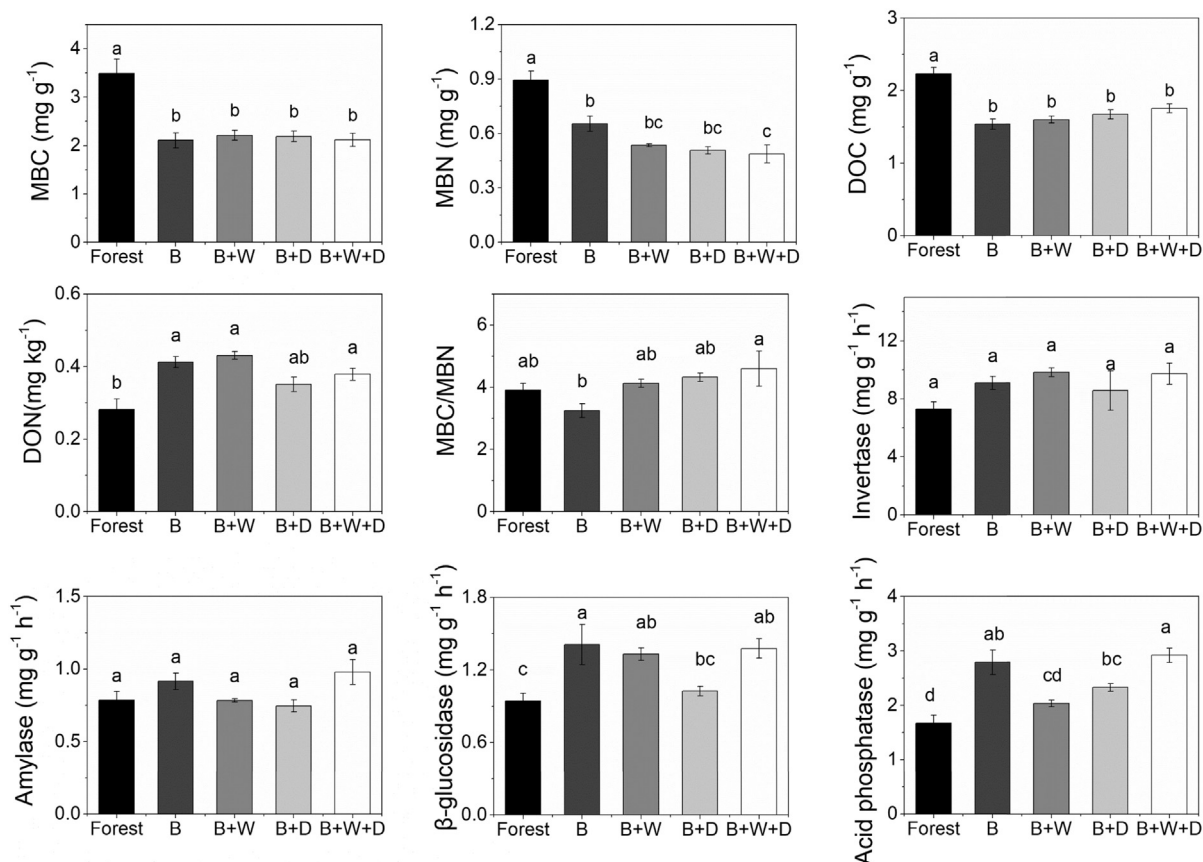 MBC (mg g⁻¹)
4
3
2
1
0
a
b
b
b
b
Forest B B+W B+D B+W+D
MBN (mg g⁻¹)
1.2
0.9
0.6
0.3
0.0
a
b
bc
bc
c
Forest B B+W B+D B+W+D
DOC (mg g⁻¹)
3
2
1
0
a
b
b
b
b
Forest B B+W B+D B+W+D
DON(mg kg⁻¹)
0.6
0.4
0.2
0.0
b
a
a
ab
a
Forest B B+W B+D B+W+D
MBC/MBN
6
4
2
0
ab
b
ab
ab
a
Forest B B+W B+D B+W+D
Invertase (mg g⁻¹ h⁻¹)
12
8
4
0
a
a
a
a
a
Forest B B+W B+D B+W+D
Amylase (mg g⁻¹ h⁻¹)
1.5
1.0
0.5
0.0
a
a
a
a
a
Forest B B+W B+D B+W+D
β-glucosidase (mg g⁻¹ h⁻¹)
1.8
1.2
0.6
0.0
c
a
ab
bc
ab
Forest B B+W B+D B+W+D
Acid phosphatase (mg g⁻¹ h⁻¹)
4
3
2
1
0
d
ab
cd
bc
a
Forest B B+W B+D B+W+D